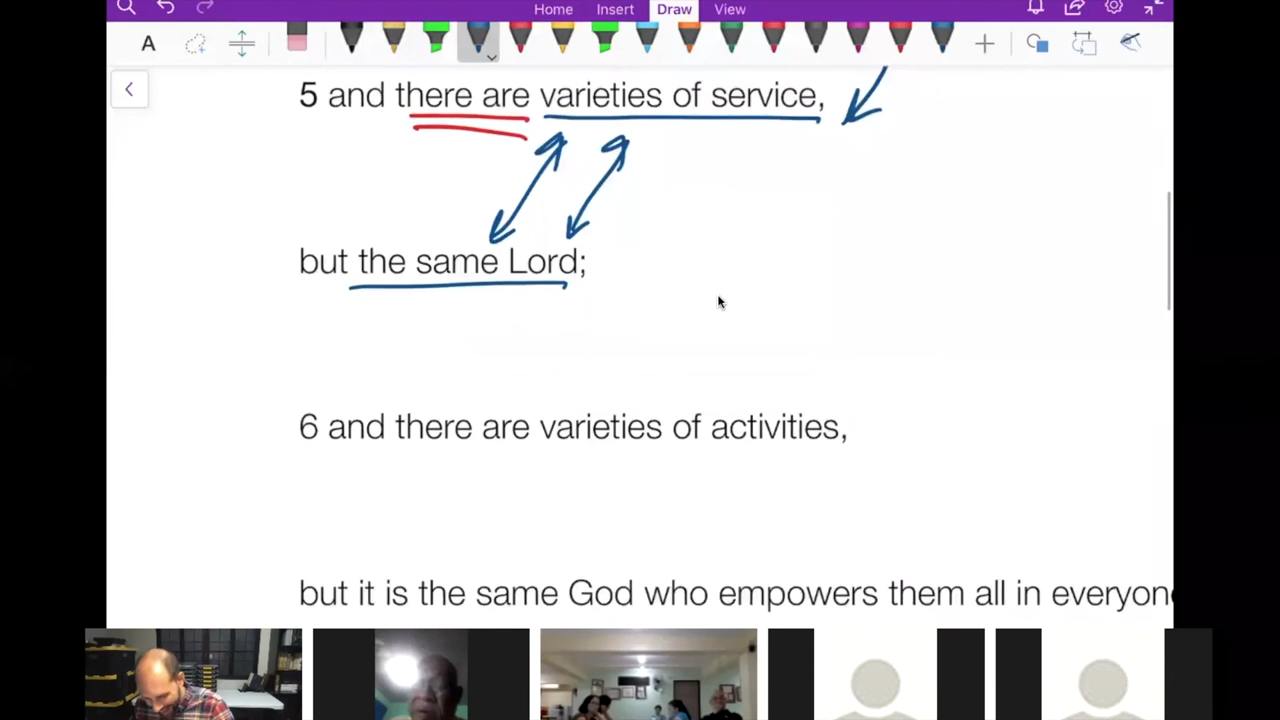 Home Insert Draw View
A
5 and there are varieties of service,
but the same Lord;
6 and there are varieties of activities,
but it is the same God who empowers them all in everyone